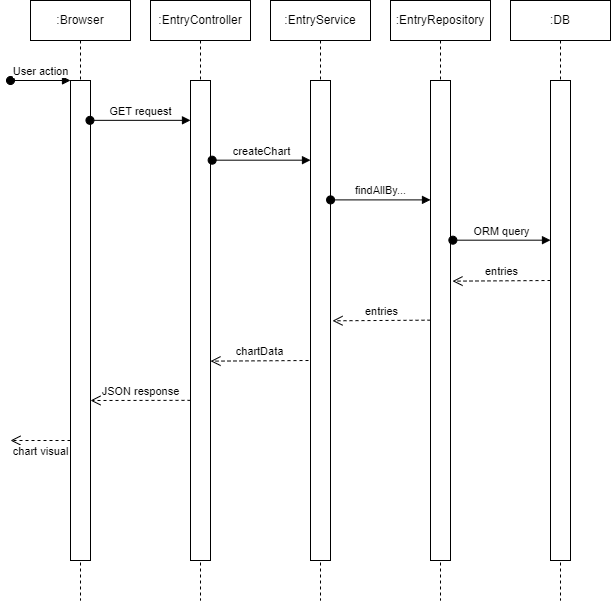 :Browser
:EntryController
:EntryService
:EntryRepository
:DB
User action
GET request
createChart
findAllBy...
ORM query
entries
entries
chartData
JSON response
chart visual